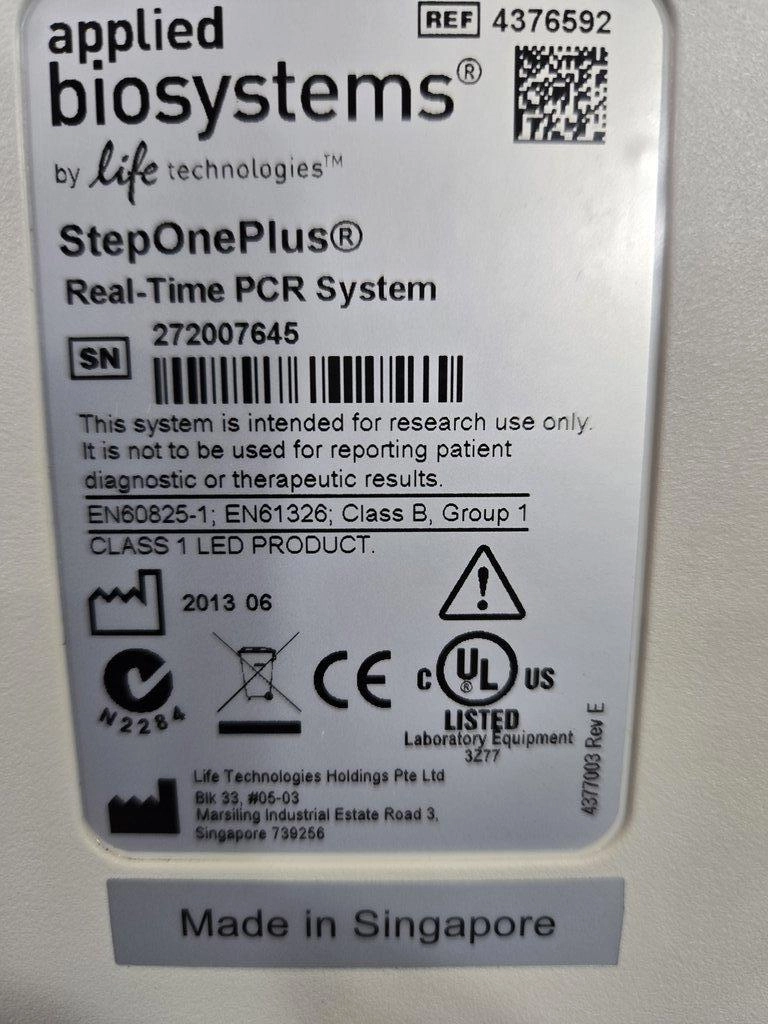 applied
biosystems®
REF 4376592
by life technologies™
StepOnePlus®
Real-Time PCR System
SN 272007645
This system is intended for research use only.
It is not to be used for reporting patient
diagnostic or therapeutic results.
EN60825-1; EN61326; Class B, Group 1
CLASS 1 LED PRODUCT.
2013 06
N2284
CE
C UL® US
LISTED
Laboratory Equipment
3Z77
4377003 Rev E
Life Technologies Holdings Pte Ltd
Blk 33, #05-03
Marsiling Industrial Estate Road 3,
Singapore 739256
Made in Singapore